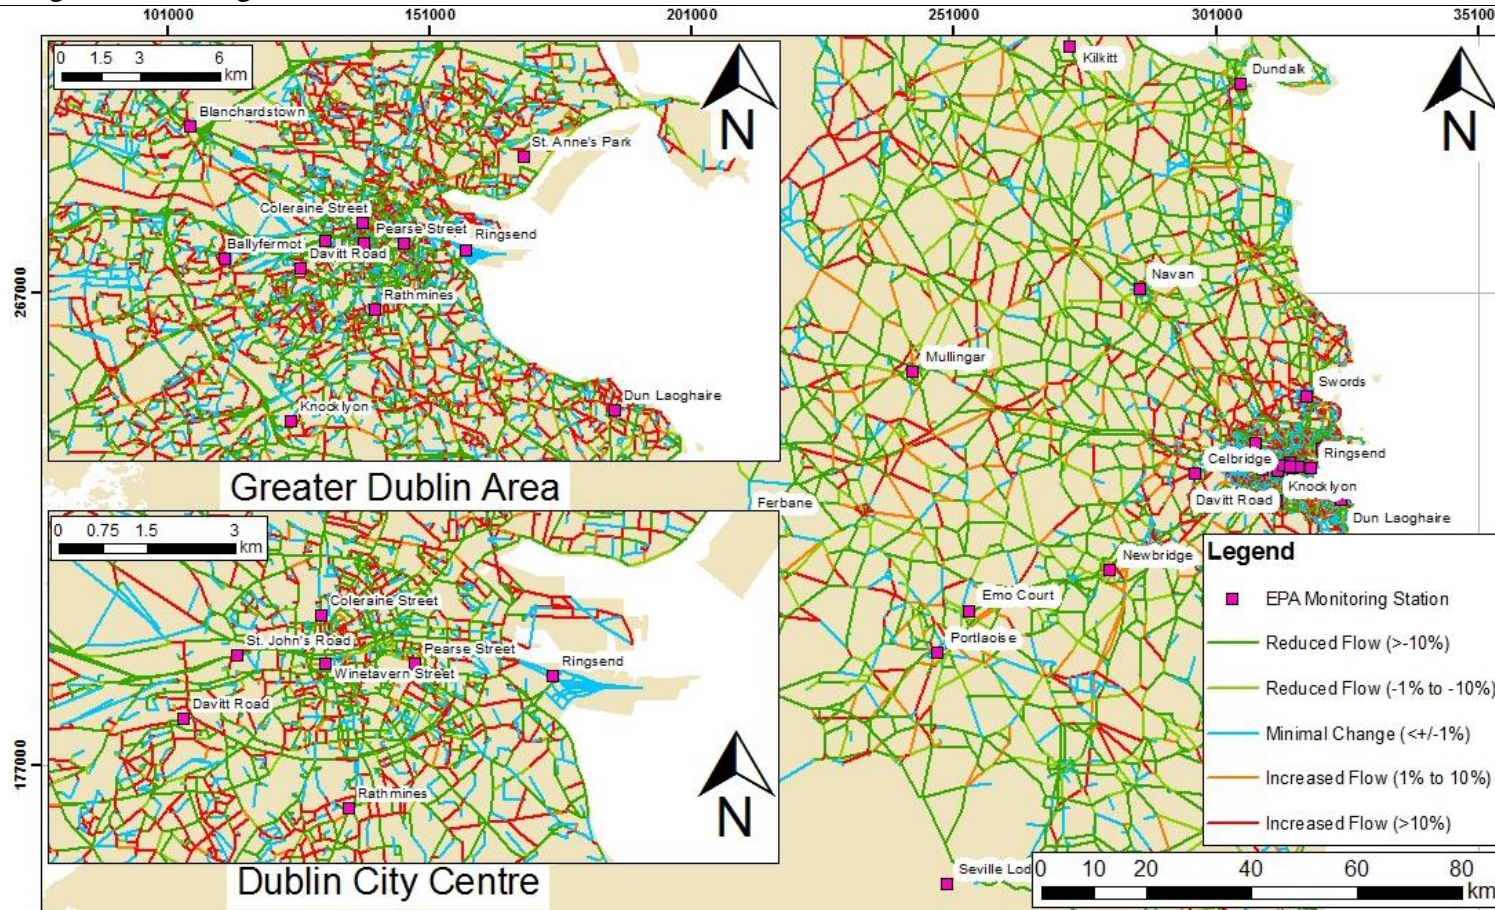 101000 151000 201000 251000 301000
0 1.5 3 6
km
N
Blanchardstown
St. Anne's Park
Coleraine Street
Pearse Street
Ringsend
Ballyfermot
Davitt Road
Rathmines
Knocklyon
Dun Laoghaire
Greater Dublin Area
267000
177000
0 0.75 1.5 3
km
Coleraine Street
St. John's Road
Pearse Street
Winetavern Street
Ringsend
Davitt Road
Rathmines
N
Dublin City Centre
Kilkitt
Dundalk
N
Navan
Mullingar
Swords
Celbridge
Ringsend
Knocklyon
Davitt Road
Dun Laoghaire
Ferbane
Newbridge
Emo Court
Portlaoise
Seville Lod
Legend
EPA Monitoring Station
Reduced Flow (>-10%)
Reduced Flow (-1% to -10%)
Minimal Change (<+/-1%)
Increased Flow (1% to 10%)
Increased Flow (>10%)
0 10 20 40 60 80
km